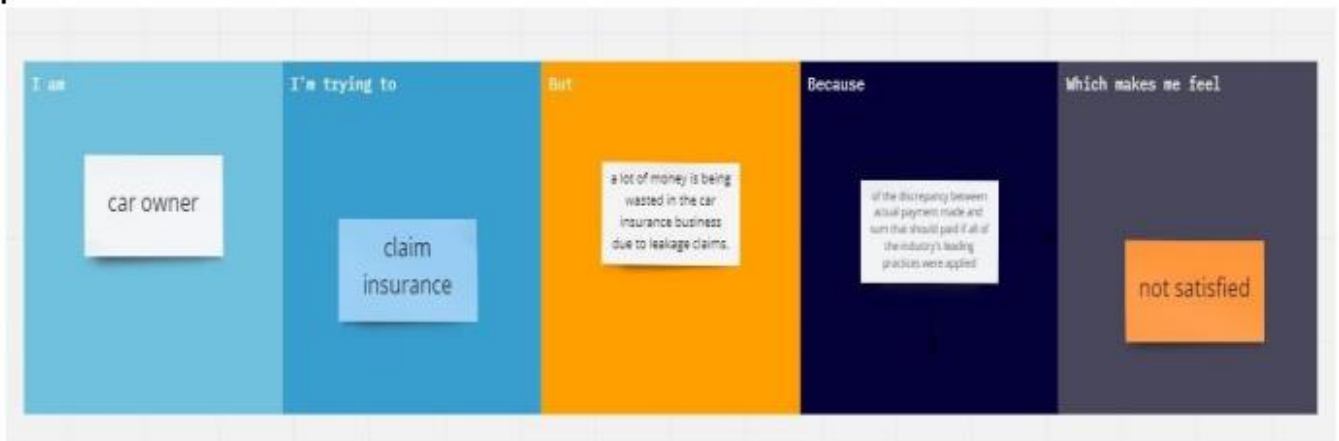 I am
car owner
I'm trying to
claim
insurance
But
a lot of money is being
wasted in the car
insurance business
due to leakage claims.
Because
of the discrepancy between
actual payment made and
sum that should paid if all of
the industry's leading
practices were applied
Which makes me feel
not satisfied